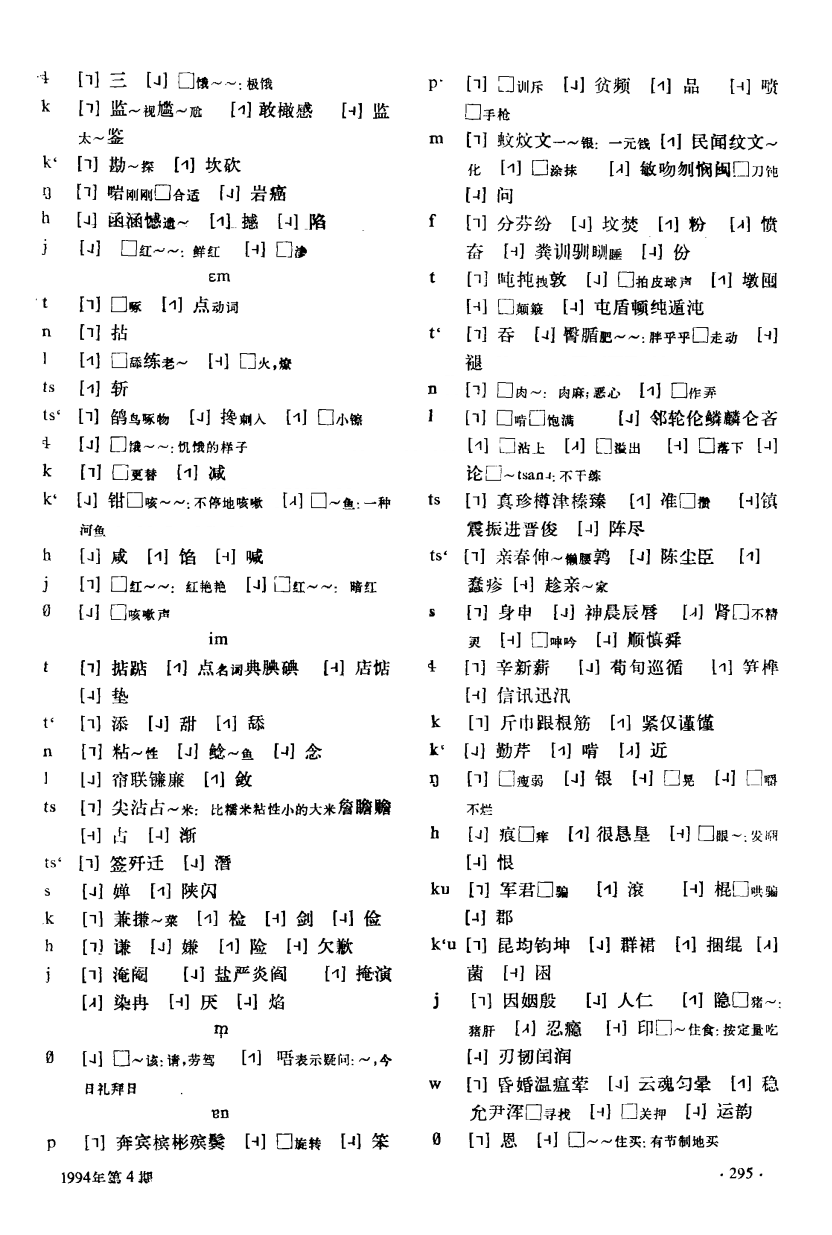 ɬ [˥] 三 [˩] □饿～～: 极饿
k [˥] 监～视尴～尬 [˧˥] 敢橄感 [˧] 监
太～鉴
k‘ [˥] 勘～探 [˧˥] 坎砍
ŋ [˥] 啱刚刚□合适 [˩] 岩癌
h [˩] 函涵憾遗～ [˧˥] 撼 [˨] 陷
j [˩] □红～～: 鲜红 [˧] □渗
ɛm
t [˥] □啄 [˧˥] 点动词
n [˥] 拈
l [˧˥] □舔练老～ [˧] □火,燎
ts [˧˥] 斩
ts‘ [˥] 鹐鸟啄物 [˩] 搀刺人 [˧˥] □小镲
ɬ [˩] □饿～～:饥饿的样子
k [˥] □更替 [˧˥] 减
k‘ [˩] 钳□咳～～:不停地咳嗽 [˩˧] □～鱼:一种
河鱼
h [˩] 咸 [˧˥] 馅 [˧] 喊
j [˥] □红～～: 红艳艳 [˩] □红～～: 暗红
ø [˩] □咳嗽声
im
t [˥] 掂踮 [˧˥] 点名词典腆碘 [˧] 店惦
[˨] 垫
t‘ [˥] 添 [˩] 甜 [˧˥] 舔
n [˥] 粘～性 [˩] 鲶～鱼 [˨] 念
l [˩] 帘联镰廉 [˧˥] 敛
ts [˥] 尖沾占～米: 比糯米粘性小的大米詹瞻赡
[˧] 占 [˨] 渐
ts‘ [˥] 签歼迁 [˩] 潛
s [˩] 婵 [˧˥] 陕闪
k [˥] 兼搛～菜 [˧˥] 检 [˧] 剑 [˨] 俭
h [˥] 谦 [˩] 嫌 [˧˥] 险 [˧] 欠歉
j [˥] 淹阉 [˩] 盐严炎阎 [˧˥] 掩演
[˩˧] 染冉 [˧] 厌 [˨] 焰
m̩
ø [˩] □～该:请,劳驾 [˧˥] 唔表示疑问:～,今
日礼拜日
ɐn
p [˥] 奔宾槟彬殡鬓 [˧] □旋转 [˨] 笨
p‘ [˥] □训斥 [˩] 贫频 [˧˥] 品 [˧] 喷
□手枪
m [˥] 蚊炆文一～银: 一元钱 [˩] 民闻纹文～
化 [˧˥] □涂抹 [˩˧] 敏吻刎悯闽□刀钝
[˨] 问
f [˥] 分芬纷 [˩] 坟焚 [˧˥] 粉 [˩˧] 愤
奋 [˧] 粪训驯瞓睡 [˨] 份
t [˥] 吨扽拽敦 [˩] □拍皮球声 [˧˥] 墩囤
[˧] □颠簸 [˨] 屯盾顿纯遁沌
t‘ [˥] 吞 [˩] 臀腯肥～～:胖乎乎□走动 [˧]
褪
n [˥] □肉～: 肉麻;恶心 [˧˥] □作弄
l [˥] □啃□饱满 [˩] 邻轮伦鳞麟仑吝
[˧˥] □沾上 [˩˧] □溢出 [˧] □落下 [˨]
论□～tsan˨:不干练
ts [˥] 真珍樽津榛臻 [˧˥] 准□攒 [˧]镇
震振进晋俊 [˨] 阵尽
ts‘ [˥] 亲春伸～懒腰鹑 [˩] 陈尘臣 [˧˥]
蠢疹 [˧] 趁亲～家
s [˥] 身申 [˩] 神晨辰唇 [˩˧] 肾□不精
灵 [˧] □呻吟 [˨] 顺慎舜
ɬ [˥] 辛新薪 [˩] 荀旬巡循 [˧˥] 笋榫
[˧] 信讯迅汛
k [˥] 斤巾跟根筋 [˧˥] 紧仅谨馑
k‘ [˩] 勤芹 [˧˥] 啃 [˩˧] 近
ŋ [˥] □瘦弱 [˩] 银 [˧] □晃 [˨] □嚼
不烂
h [˩] 痕□痒 [˧˥] 很恳垦 [˧] □眼～:发困
[˨] 恨
ku [˥] 军君□骗 [˧˥] 滚 [˧] 棍□哄骗
[˨] 郡
k‘u [˥] 昆均钧坤 [˩] 群裙 [˧˥] 捆绲 [˩˧]
菌 [˧] 困
j [˥] 因姻殷 [˩] 人仁 [˧˥] 隐□猪～:
猪肝 [˩˧] 忍瘾 [˧] 印□～住食:按定量吃
[˨] 刃韧闰润
w [˥] 昏婚温瘟荤 [˩] 云魂匀晕 [˧˥] 稳
允尹浑□寻找 [˧] □关押 [˨] 运韵
ø [˥] 恩 [˧] □～～住买:有节制地买
1994年第4期
·295·